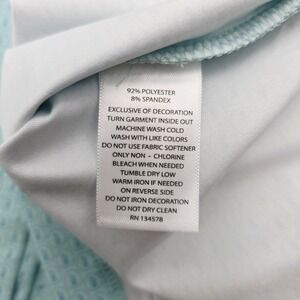 92% POLYESTER
8% SPANDEX
EXCLUSIVE OF DECORATION
TURN GARMENT INSIDE OUT
MACHINE WASH COLD
WASH WITH LIKE COLORS
DO NOT USE FABRIC SOFTENER
ONLY NON - CHLORINE
BLEACH WHEN NEEDED
TUMBLE DRY LOW
WARM IRON IF NEEDED
ON REVERSE SIDE
DO NOT IRON DECORATION
DO NOT DRY CLEAN
RN 134578